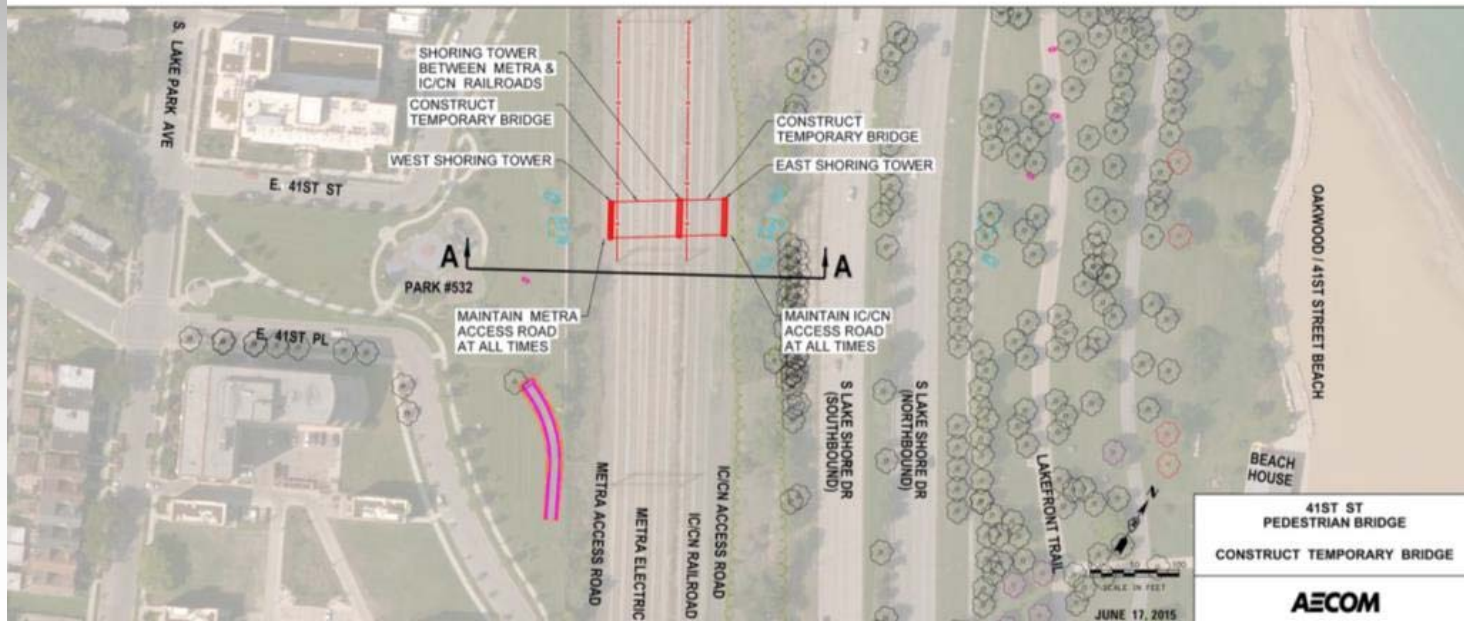 S. LAKE PARK AVE
SHORING TOWER
BETWEEN METRA &
IC/CN RAILROADS
CONSTRUCT
TEMPORARY BRIDGE
WEST SHORING TOWER
CONSTRUCT
TEMPORARY BRIDGE
EAST SHORING TOWER
E. 41ST ST
A
A
PARK #532
MAINTAIN METRA
ACCESS ROAD
AT ALL TIMES
MAINTAIN IC/CN
ACCESS ROAD
AT ALL TIMES
E. 41ST PL
METRA ACCESS ROAD
METRA ELECTRIC
IC/CN RAILROAD
IC/CN ACCESS ROAD
S LAKE SHORE DR
(SOUTHBOUND)
S LAKE SHORE DR
(NORTHBOUND)
LAKEFRONT TRAIL
OAKWOOD / 41ST STREET BEACH
BEACH
HOUSE
N
50
100
SCALE IN FEET
JUNE 17, 2015
41ST ST
PEDESTRIAN BRIDGE
CONSTRUCT TEMPORARY BRIDGE
AECOM